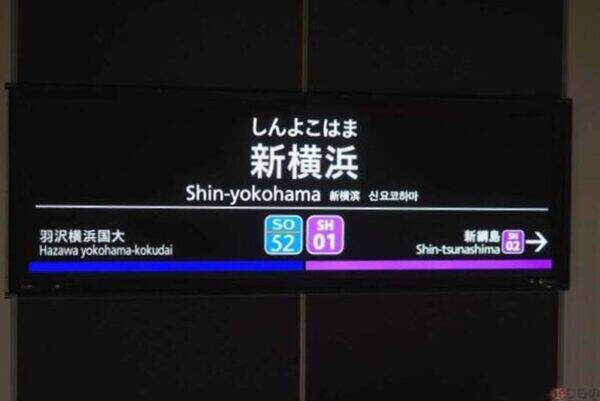 しんよこはま
新横浜
Shin-yokohama 新横滨 신요코하마
羽沢横浜国大
Hazawa yokohama-kokudai
SO
52
SH
01
新綱島
Shin-tsunashima
SH
02